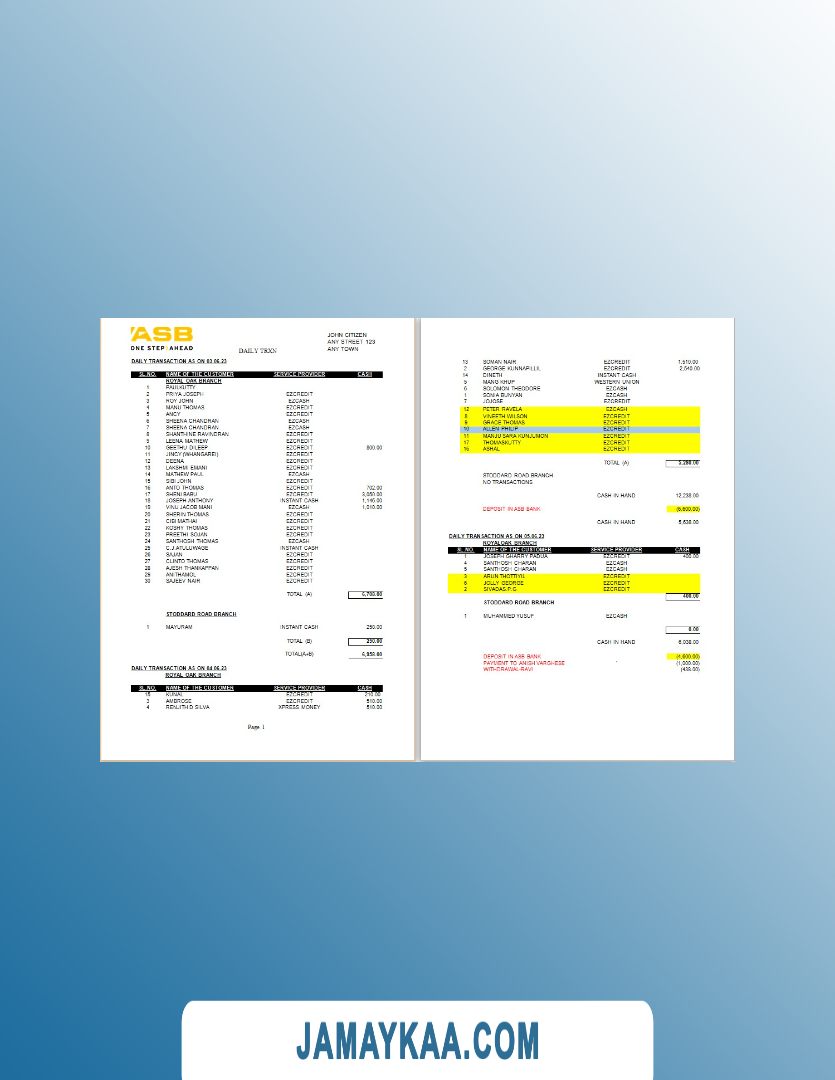 ASB
ONE STEP AHEAD
DAILY TRXN
JOHN CITIZEN
ANY STREET 123
ANY TOWN
DAILY TRANSACTION AS ON 03.06.23
SL. NO. NAME OF THE CUSTOMER SERVICE PROVIDER CASH
ROYAL OAK BRANCH
1 PAULKUTTY
2 PRIYA JOSEPH EZCREDIT
3 ROY JOHN EZCASH
4 MANU THOMAS EZCREDIT
5 ANCY EZCREDIT
6 SHEENA CHANDRAN EZCASH
7 SHEENA CHANDRAN EZCASH
8 SHANTHINE RAVINDRAN EZCREDIT
9 LEENA MATHEW EZCREDIT
10 GEETHU DILEEP EZCREDIT 800.00
11 JINCY (WHANGAREI) EZCREDIT
12 DEENA EZCREDIT
13 LAKSHMI EMANI EZCREDIT
14 MATHEW PAUL EZCASH
15 SIBI JOHN EZCREDIT
16 ANTO THOMAS EZCREDIT 702.00
17 SHENI BABU EZCREDIT 3,050.00
18 JOSEPH ANTHONY INSTANT CASH 1,146.00
19 VINU JACOB MANI EZCASH 1,010.00
20 SHERIN THOMAS EZCREDIT
21 CIBI MATHAI EZCREDIT
22 KOSHY THOMAS EZCREDIT
23 PREETHI SOJAN EZCREDIT
24 SANTHOSH THOMAS EZCASH
25 C.J.ATULUWAGE INSTANT CASH
26 SAJAN EZCREDIT
27 CLINTO THOMAS EZCREDIT
28 AJESH THANKAPPAN EZCREDIT
29 ANITHAMOL EZCREDIT
30 SAJEEV NAIR EZCREDIT
TOTAL (A) 6,708.00
STODDARD ROAD BRANCH
1 MAYURAM INSTANT CASH 250.00
TOTAL (B) 250.00
TOTAL(A+B) 6,958.00
DAILY TRANSACTION AS ON 04.06.23
ROYAL OAK BRANCH
SL. NO. NAME OF THE CUSTOMER SERVICE PROVIDER CASH
15 KUNAL EZCREDIT 210.00
3 AMBROSE EZCREDIT 510.00
4 RENJITH D SILVA XPRESS MONEY 510.00
Page 1
13 SOMAN NAIR EZCREDIT 1,510.00
2 GEORGE KUNNAPILLIL EZCREDIT 2,540.00
14 DINETH INSTANT CASH
5 MANG KHUP WESTERN UNION
6 SOLOMON THEODORE EZCASH
1 SONIA BUNYAN EZCASH
7 JOJOSE EZCREDIT
12 PETER RAVELA EZCASH
8 VINEETH WILSON EZCREDIT
9 GRACE THOMAS EZCREDIT
10 ALLEN PHILIP EZCREDIT
11 MANJU SARA KUNJUMON EZCREDIT
17 THOMASKUTTY EZCREDIT
16 ASHAL EZCREDIT
TOTAL (A) 5,280.00
STODDARD ROAD BRANCH
NO TRANSACTIONS
CASH IN HAND 12,238.00
DEPOSIT IN ASB BANK (6,600.00)
CASH IN HAND 5,638.00
DAILY TRANSACTION AS ON 05.06.23
ROYALOAK BRANCH
SL. NO. NAME OF THE CUSTOMER SERVICE PROVIDER CASH
1 JOSEPH GHARRY PADUA EZCREDIT 400.00
4 SANTHOSH CHARAN EZCASH
5 SANTHOSH CHARAN EZCASH
3 ARUN THOTTIYIL EZCREDIT
6 JOLLY GEORGE EZCREDIT
2 SIVADAS.P.G. EZCREDIT
400.00
STODDARD ROAD BRANCH
1 MUHAMMED YUSUF EZCASH
0.00
CASH IN HAND 6,038.00
DEPOSIT IN ASB BANK (4,600.00)
PAYMENT TO ANISH VARGHESE - (1,000.00)
WITHDRAWAL-RAVI (438.00)
JAMAYKAA.COM